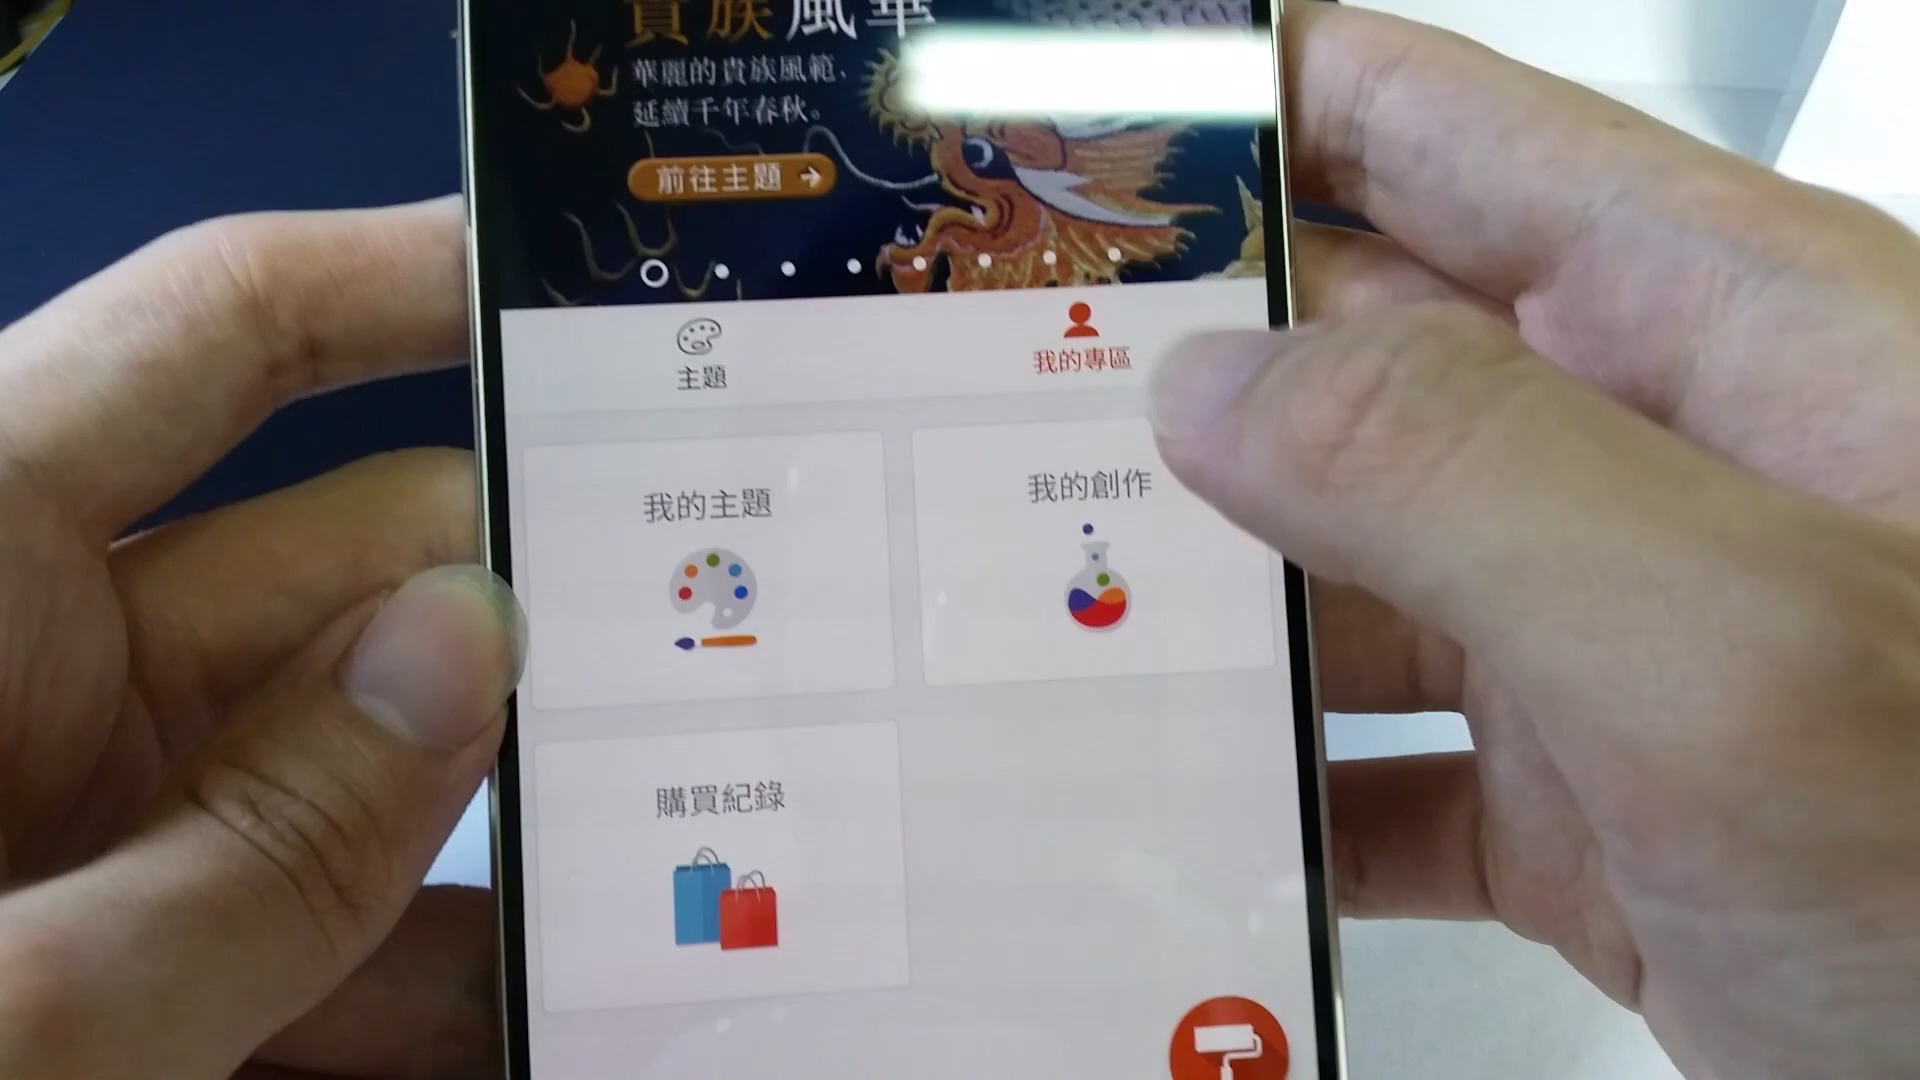 貴族風華
華麗的貴族風範,
延續千年春秋。
前往主題
主題
我的專區
我的主題
我的創作
購買紀錄